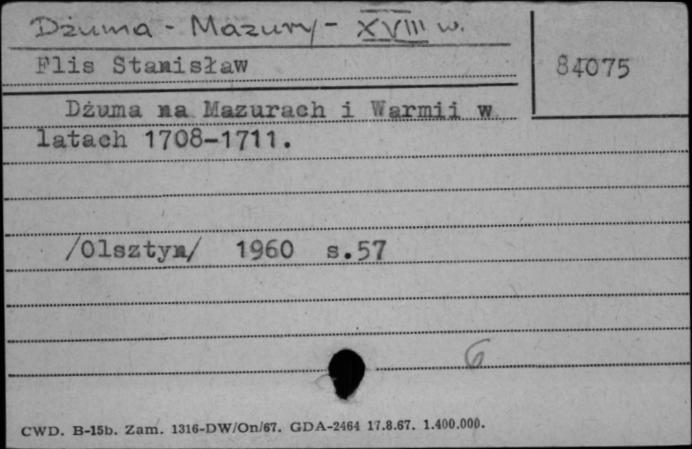 Dżuma - Mazury - XVIII w.
Flis Stanisław
84075
Dżuma na Mazurach i Warmii w
latach 1708-1711.
/Olsztyn/ 1960 s.57
6
CWD. B-15b. Zam. 1316-DW/On/67. GDA-2464 17.8.67. 1.400.000.